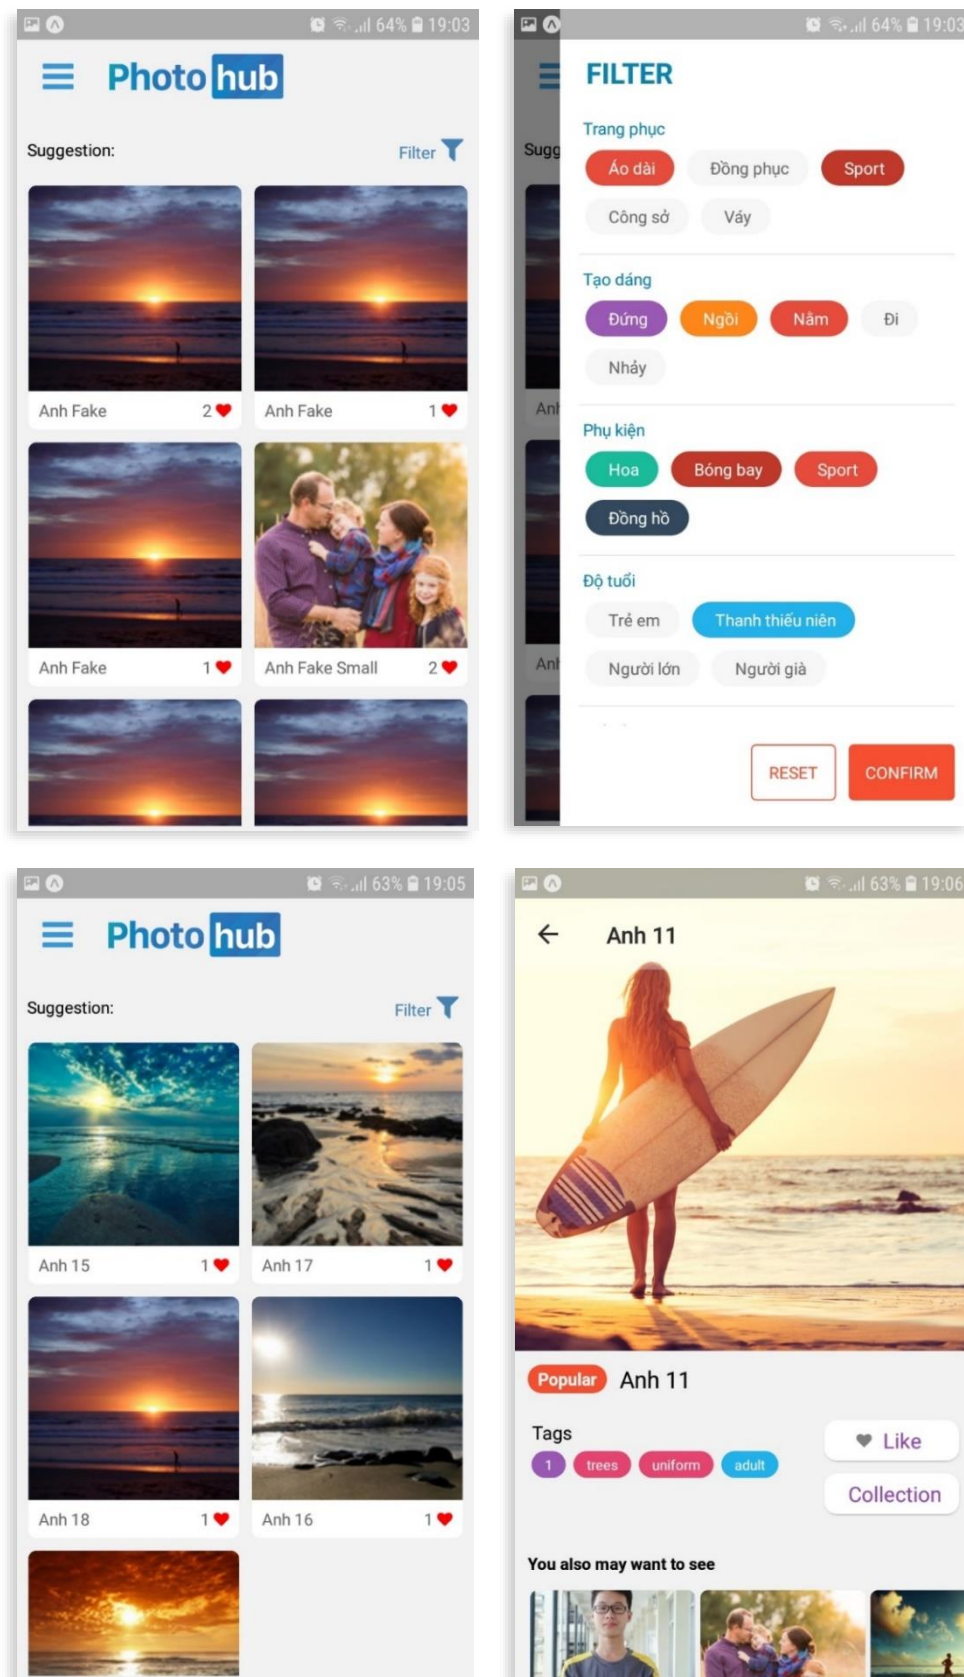 64% 19:03
Photo hub
Suggestion:
Filter
Anh Fake 2
Anh Fake 1
Anh Fake 1
Anh Fake Small 2
64% 19:03
Sugg
Anh
Anh
FILTER
Trang phục
Áo dài Đồng phục Sport
Công sở Váy
Tạo dáng
Đứng Ngồi Nằm Đi
Nhảy
Phụ kiện
Hoa Bóng bay Sport
Đồng hồ
Độ tuổi
Trẻ em Thanh thiếu niên
Người lớn Người già
RESET CONFIRM
63% 19:05
Photo hub
Suggestion:
Filter
Anh 15 1
Anh 17 1
Anh 18 1
Anh 16 1
63% 19:06
Anh 11
Popular Anh 11
Tags
1 trees uniform adult
Like
Collection
You also may want to see